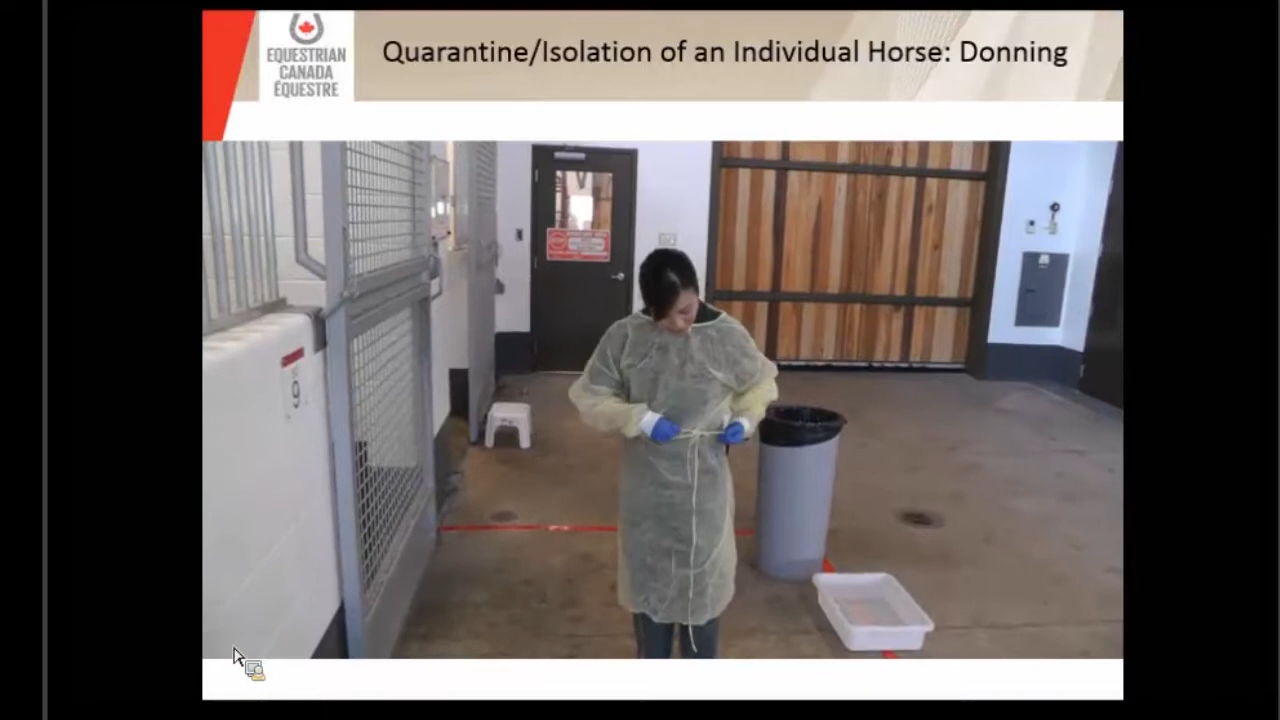 EQUESTRIAN
CANADA
ÉQUESTRE
Quarantine/Isolation of an Individual Horse: Donning
9